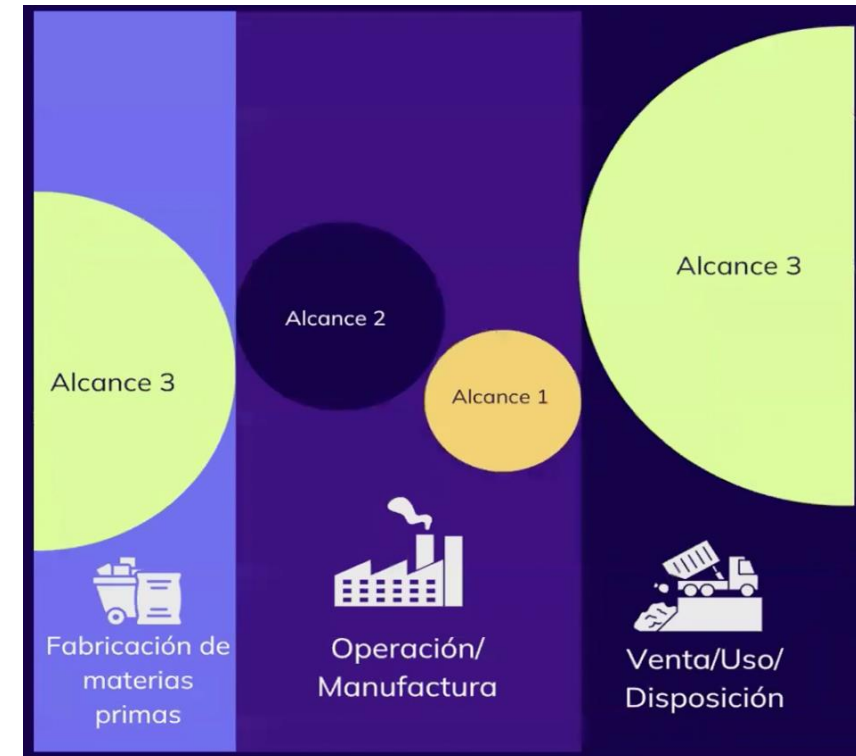 Alcance 3
Fabricación de
materias
primas
Alcance 2
Alcance 1
Operación/
Manufactura
Alcance 3
Venta/Uso/
Disposición